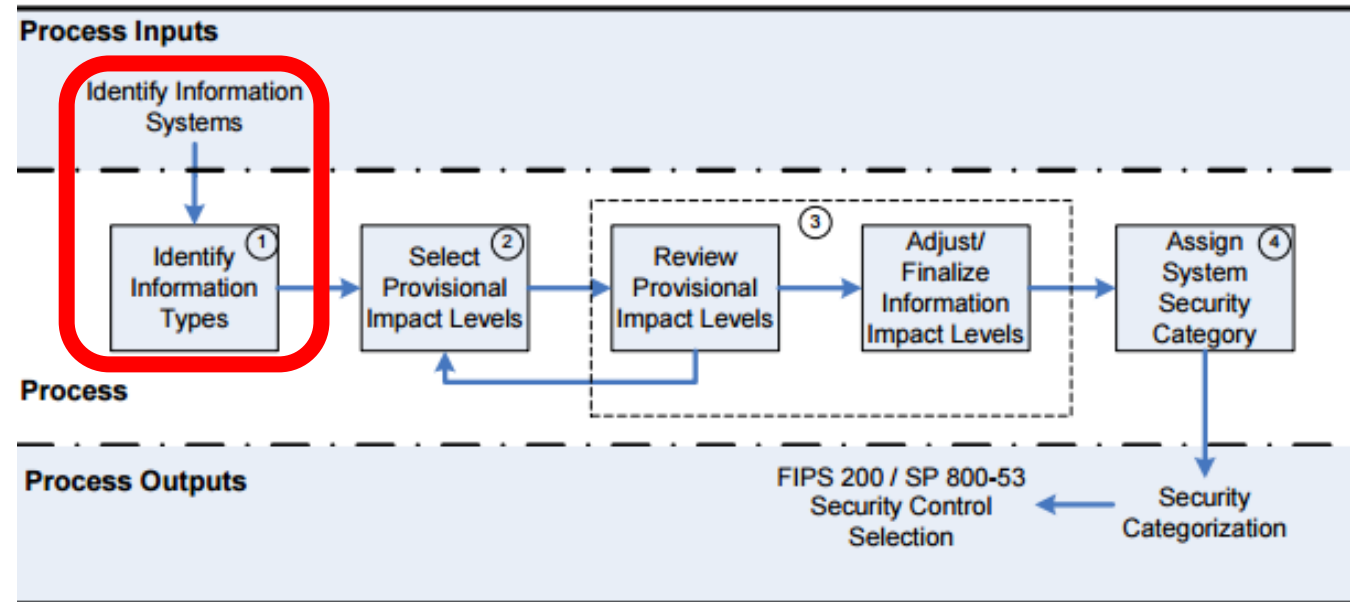 Process Inputs
Identify Information
Systems
1
Identify
Information
Types
2
Select
Provisional
Impact Levels
3
Review
Provisional
Impact Levels
Adjust/
Finalize
Information
Impact Levels
4
Assign
System
Security
Category
Process
Process Outputs
FIPS 200 / SP 800-53
Security Control
Selection
Security
Categorization